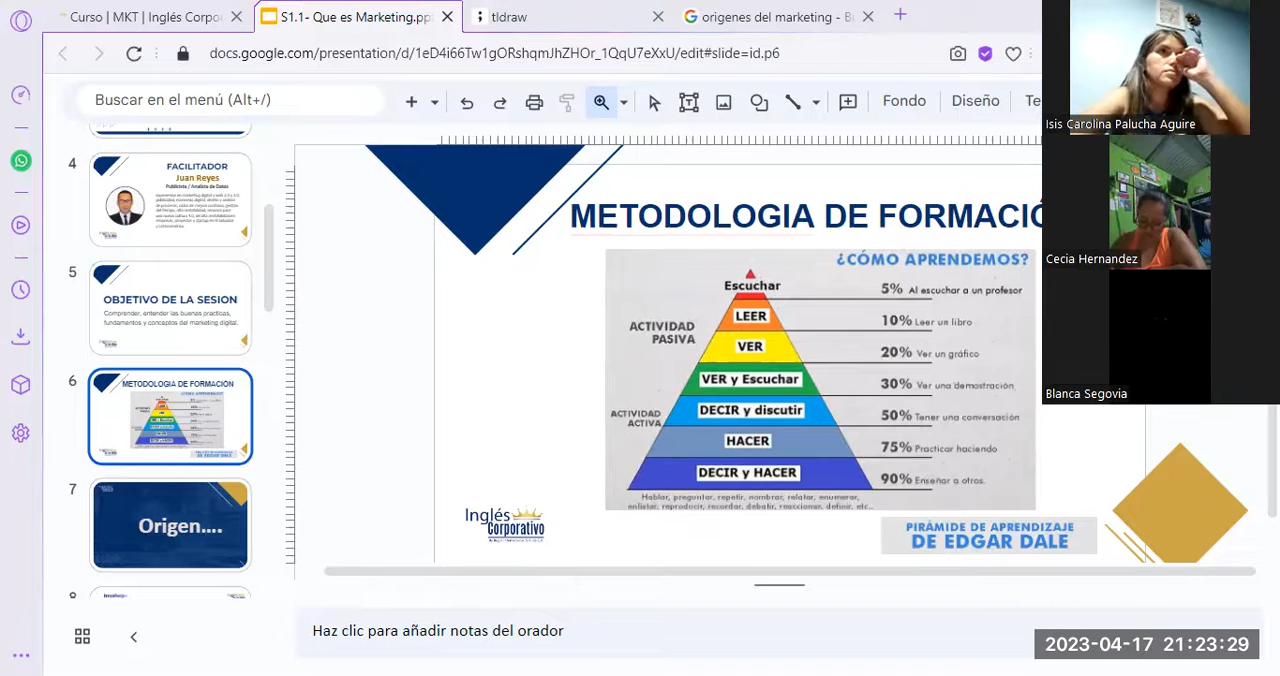 Curso | MKT | Inglés Corpo
S1.1- Que es Marketing.pp
tldraw
origenes del marketing - B
docs.google.com/presentation/d/1eD4i66Tw1gORshqmJhZHOr_1QqU7eXxU/edit#slide=id.p6
Buscar en el menú (Alt+/)
Fondo
Diseño
Te
4
FACILITADOR
Juan Reyes
Publicista / Analista de Datos
5
OBJETIVO DE LA SESION
Comprender, entender las buenas practicas,
fundamentos y conceptos del marketing digital.
6
METODOLOGIA DE FORMACIÓN
7
Origen....
METODOLOGIA DE FORMACIÓ
¿CÓMO APRENDEMOS?
Escuchar
5% Al escuchar a un profesor
LEER
10% Leer un libro
ACTIVIDAD
PASIVA
VER
20% Ver un gráfico
VER y Escuchar
30% Ver una demostración
ACTIVIDAD
ACTIVA
DECIR y discutir
50% Tener una conversación
HACER
75% Practicar haciendo
DECIR y HACER
90% Enseñar a otros.
Hablar, preguntar, repetir, nombrar, relatar, enumerar,
enlistar, reproducir, recordar, debatir, reaccionar, definir, etc..
Inglés
Corporativo
PIRÁMIDE DE APRENDIZAJE
DE EDGAR DALE
Haz clic para añadir notas del orador
Isis Carolina Palucha Aguire
Cecia Hernandez
Blanca Segovia
2023-04-17 21:23:29